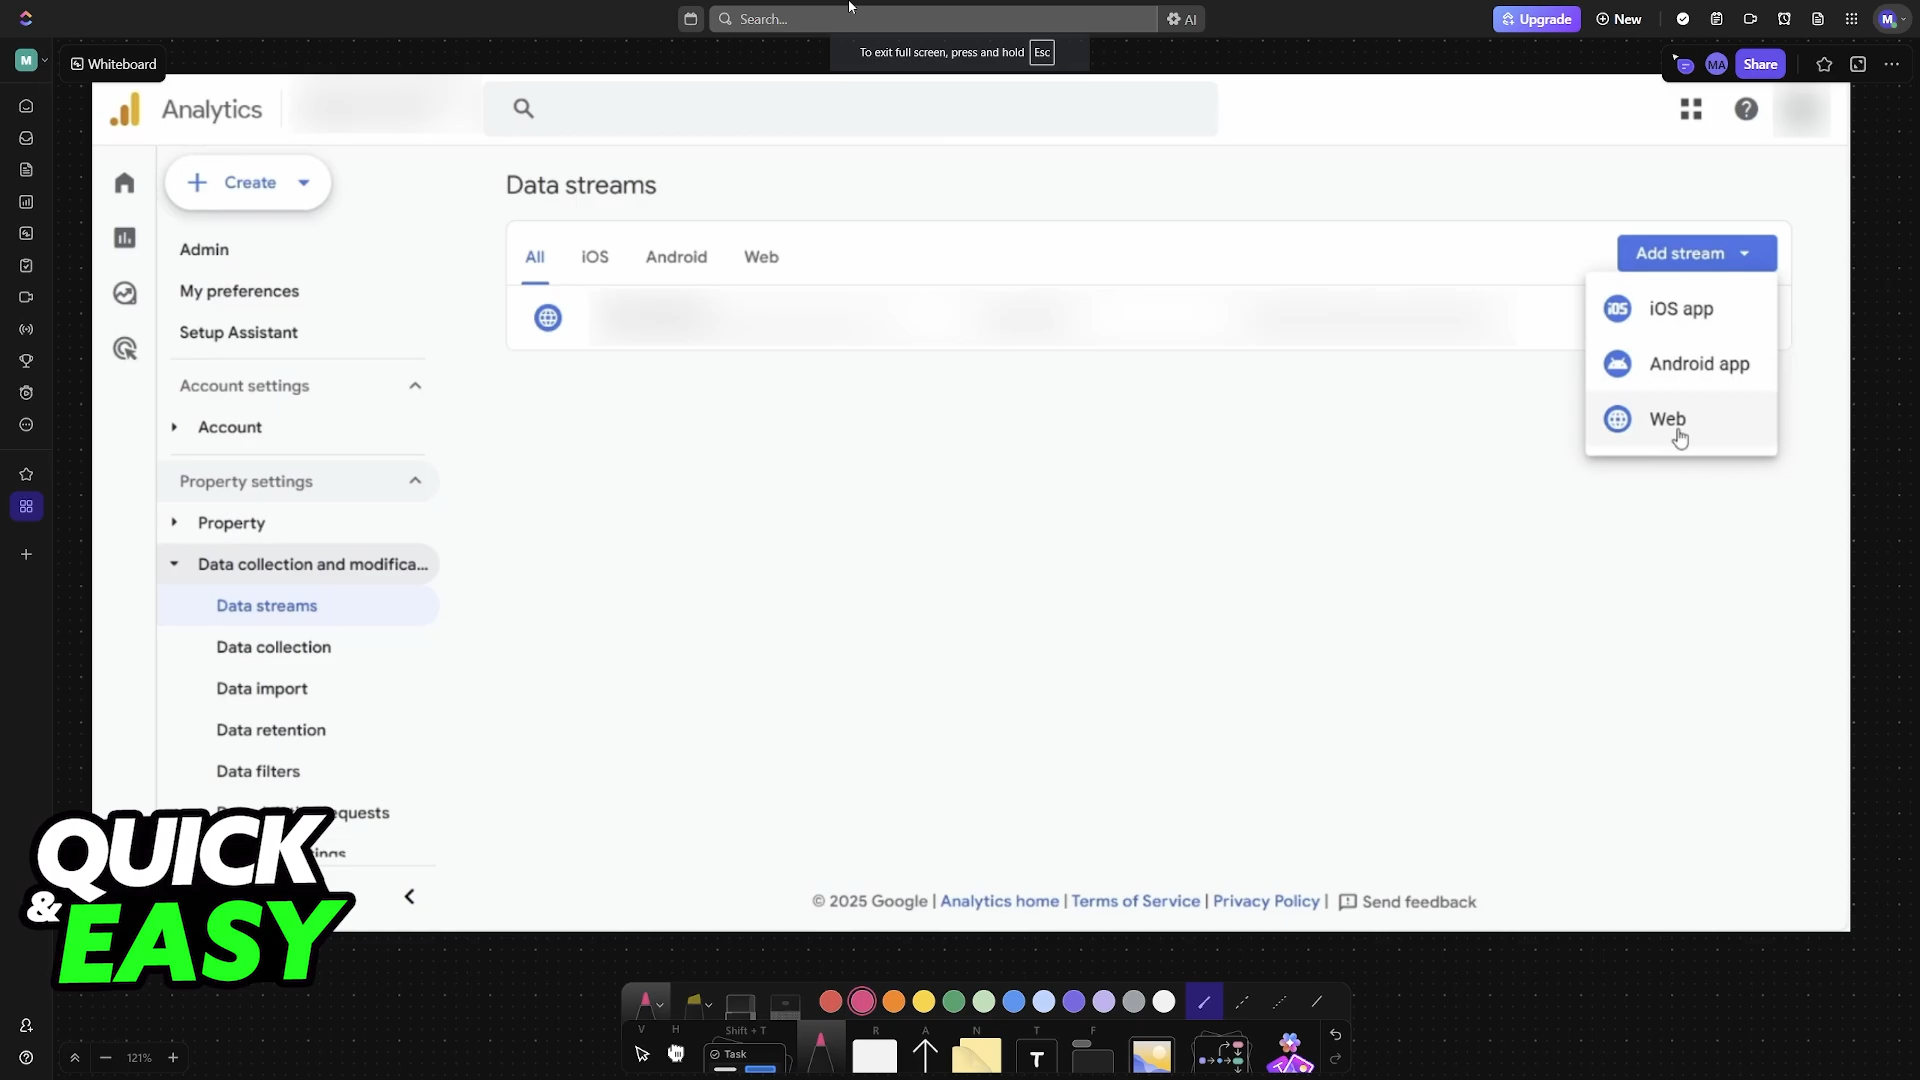 Search...
AI
Upgrade
New
M
To exit full screen, press and hold Esc
M
Whiteboard
MA
Share
Analytics
Create
Admin
My preferences
Setup Assistant
Account settings
Account
Property settings
Property
Data collection and modifica...
Data streams
Data collection
Data import
Data retention
Data filters
equests
ings
Data streams
All
iOS
Android
Web
Add stream
iOS
iOS app
Android app
Web
© 2025 Google | Analytics home | Terms of Service | Privacy Policy | Send feedback
QUICK
& EASY
V
H
Shift + T
R
A
N
T
F
Task
T
121%